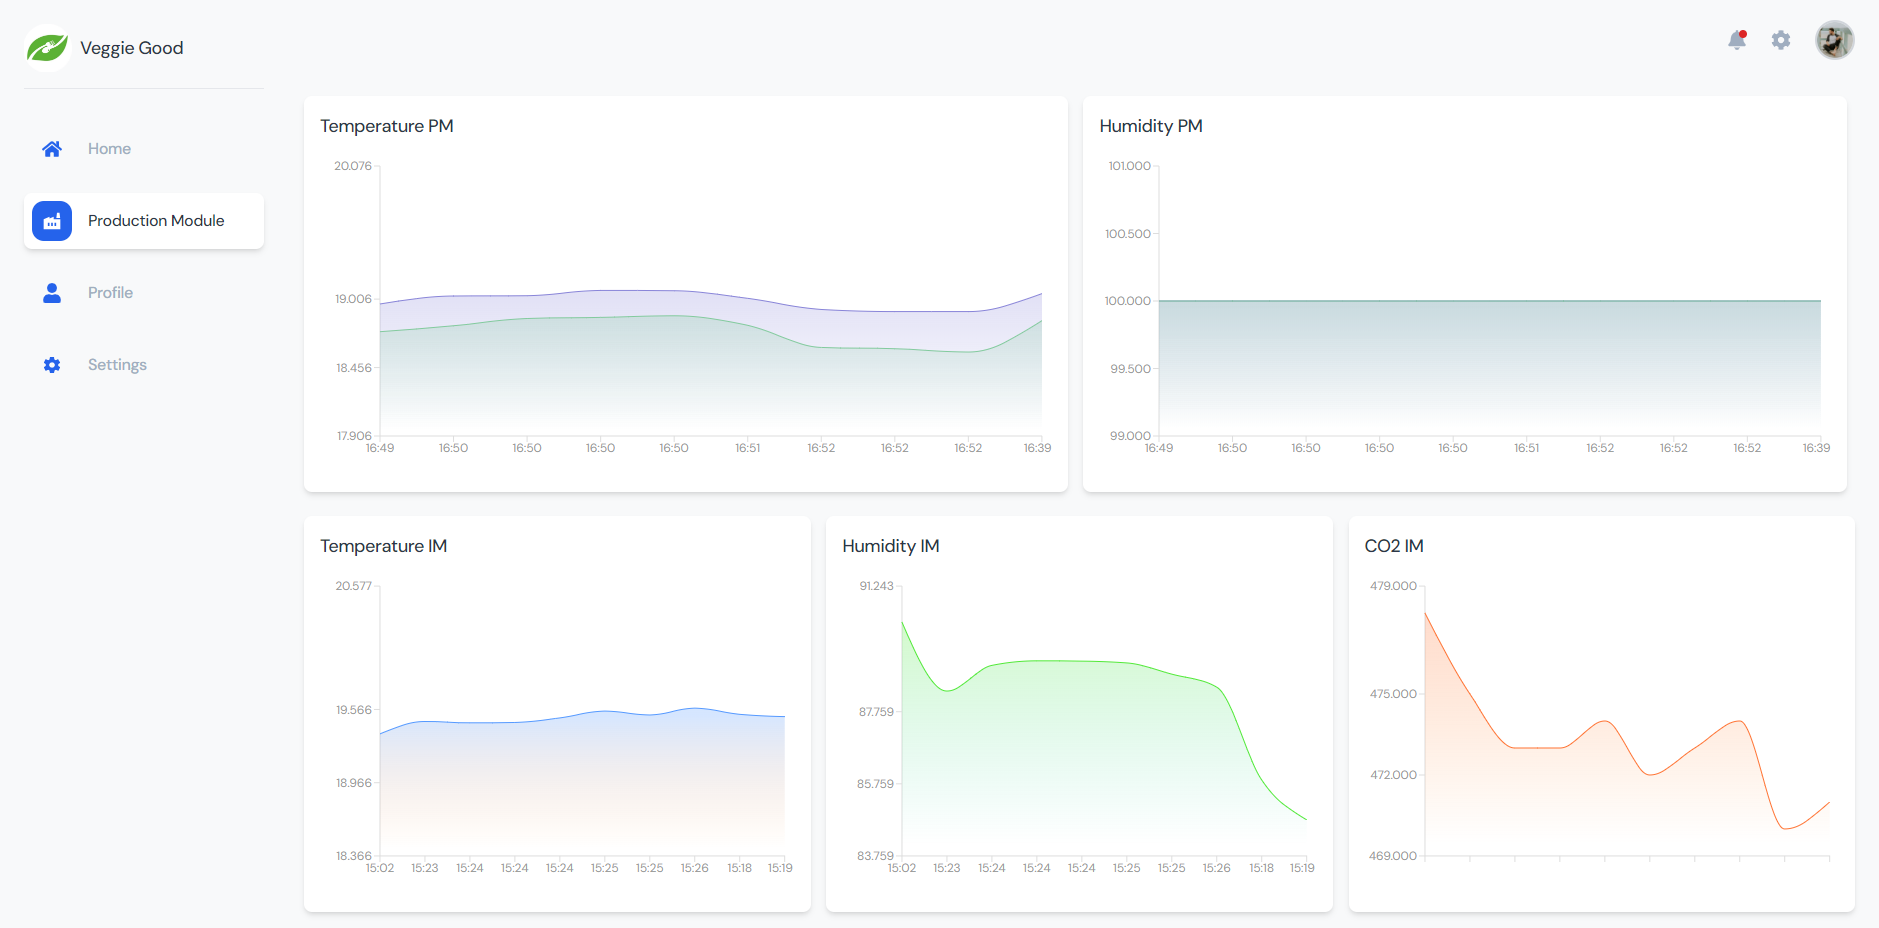 Veggie Good
Home
Production Module
Profile
Settings
Temperature PM
20.076
19.006
18.456
17.906
16:49 16:50 16:50 16:50 16:50 16:51 16:52 16:52 16:52 16:39
Humidity PM
101.000
100.500
100.000
99.500
99.000
16:49 16:50 16:50 16:50 16:50 16:51 16:52 16:52 16:52 16:39
Temperature IM
20.577
19.566
18.966
18.366
15:02 15:23 15:24 15:24 15:24 15:25 15:25 15:26 15:18 15:19
Humidity IM
91.243
87.759
85.759
83.759
15:02 15:23 15:24 15:24 15:24 15:25 15:25 15:26 15:18 15:19
CO2 IM
479.000
475.000
472.000
469.000